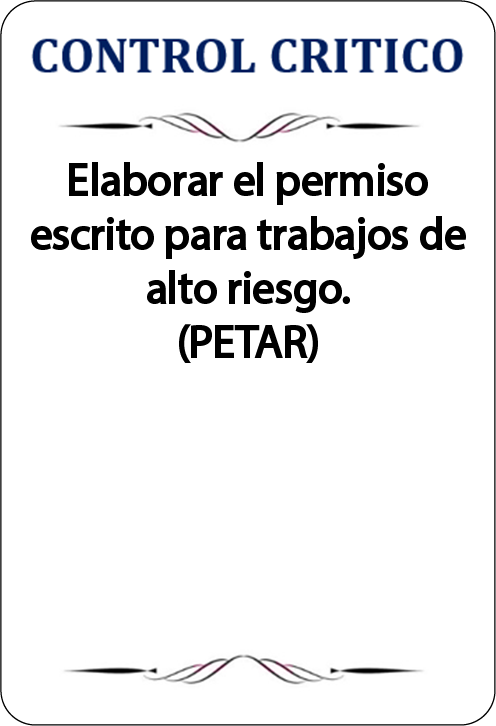 CONTROL CRITICO
Elaborar el permiso
escrito para trabajos de
alto riesgo.
(PETAR)